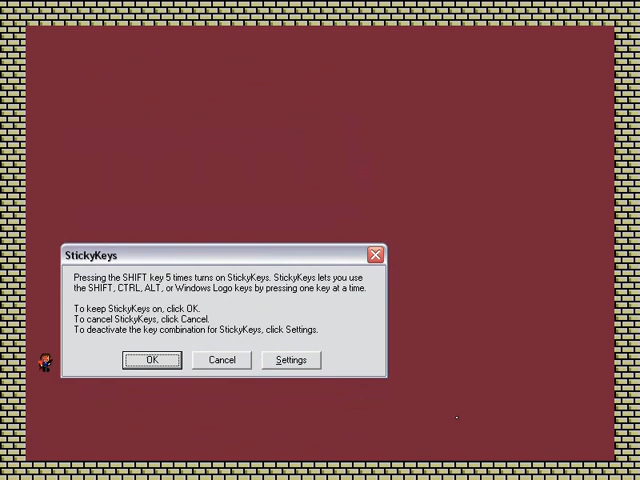 StickyKeys
Pressing the SHIFT key 5 times turns on StickyKeys. StickyKeys lets you use
the SHIFT, CTRL, ALT, or Windows Logo keys by pressing one key at a time.
To keep StickyKeys on, click OK.
To cancel StickyKeys, click Cancel.
To deactivate the key combination for StickyKeys, click Settings.
OK Cancel Settings